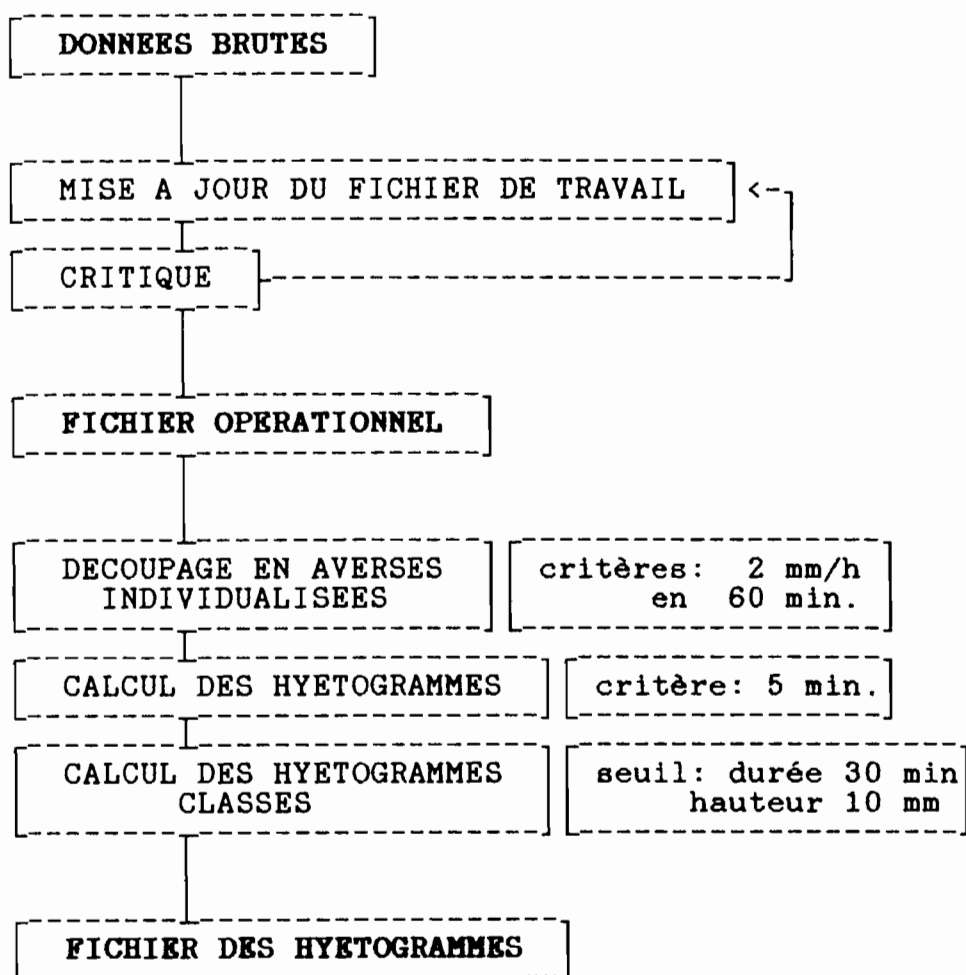 DONNEES BRUTES
MISE A JOUR DU FICHIER DE TRAVAIL
CRITIQUE
FICHIER OPERATIONNEL
DECOUPAGE EN AVERSES
INDIVIDUALISEES
critères: 2 mm/h
en 60 min.
CALCUL DES HYETOGRAMMES
critère: 5 min.
CALCUL DES HYETOGRAMMES
CLASSES
seuil: durée 30 min
hauteur 10 mm
FICHIER DES HYETOGRAMMES